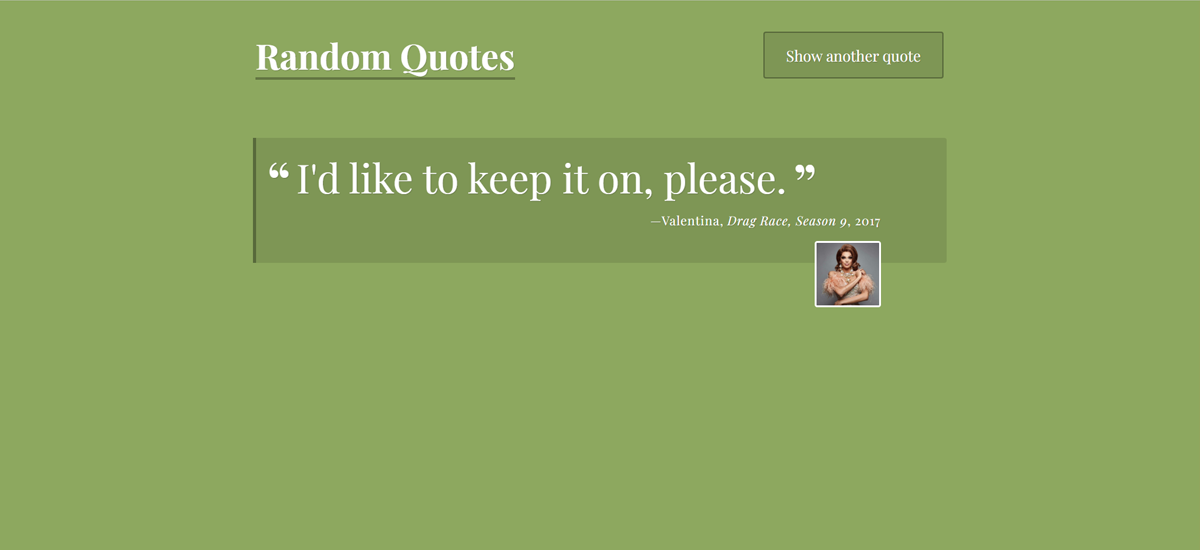 Random Quotes
Show another quote
“ I'd like to keep it on, please. ”
—Valentina, Drag Race, Season 9, 2017